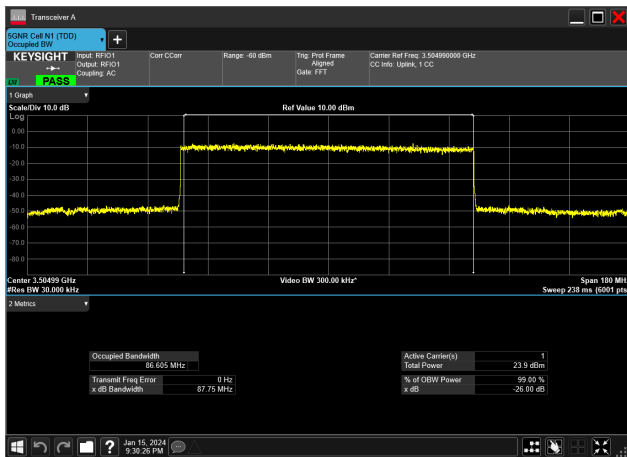 Transceiver A
5GNR Cell N1 (TDD)
Occupied BW
KEYSIGHT
LNI
PASS
Input: RFIO1
Output: RFIO1
Coupling: AC
Corr CCorr
Range: -60 dBm
Trig: Prot Frame
Aligned
Gate: FFT
Carrier Ref Freq: 3.504990000 GHz
CC Info: Uplink, 1 CC
1 Graph
Scale/Div 10.0 dB
Ref Value 10.00 dBm
Log
0.00
-10.0
-20.0
-30.0
-40.0
-50.0
-60.0
-70.0
-80.0
Center 3.50499 GHz
Video BW 300.00 kHz*
Span 180 MHz
#Res BW 30.000 kHz
Sweep 238 ms (6001 pts
2 Metrics
Occupied Bandwidth
86.605 MHz
Transmit Freq Error 0 Hz
x dB Bandwidth 87.75 MHz
Active Carrier(s) 1
Total Power 23.9 dBm
% of OBW Power 99.00 %
x dB -26.00 dB
?
Jan 15, 2024
9:30:26 PM